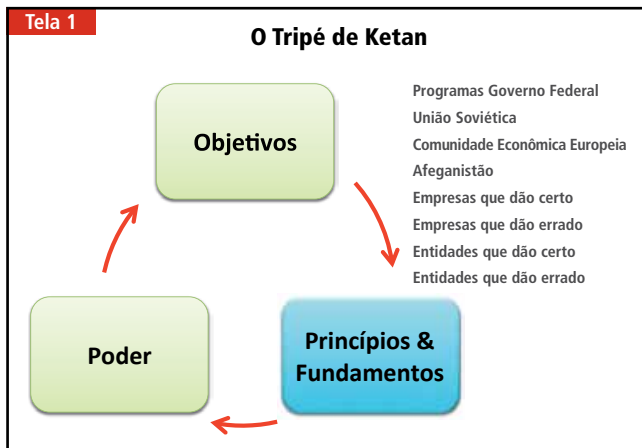 Tela 1
O Tripé de Ketan
Objetivos
Programas Governo Federal
União Soviética
Comunidade Econômica Europeia
Afeganistão
Empresas que dão certo
Empresas que dão errado
Entidades que dão certo
Entidades que dão errado
Poder
Princípios &
Fundamentos